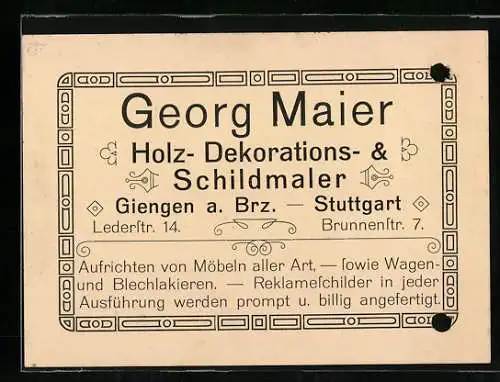 Georg Maier
Holz- Dekorations- &
Schildmaler
Giengen a. Brz. — Stuttgart
Lederſtr. 14. Brunnenſtr. 7.
Aufrichten von Möbeln aller Art, — ſowie Wagen-
und Blechlakieren. — Reklameſchilder in jeder
Ausführung werden prompt u. billig angefertigt.